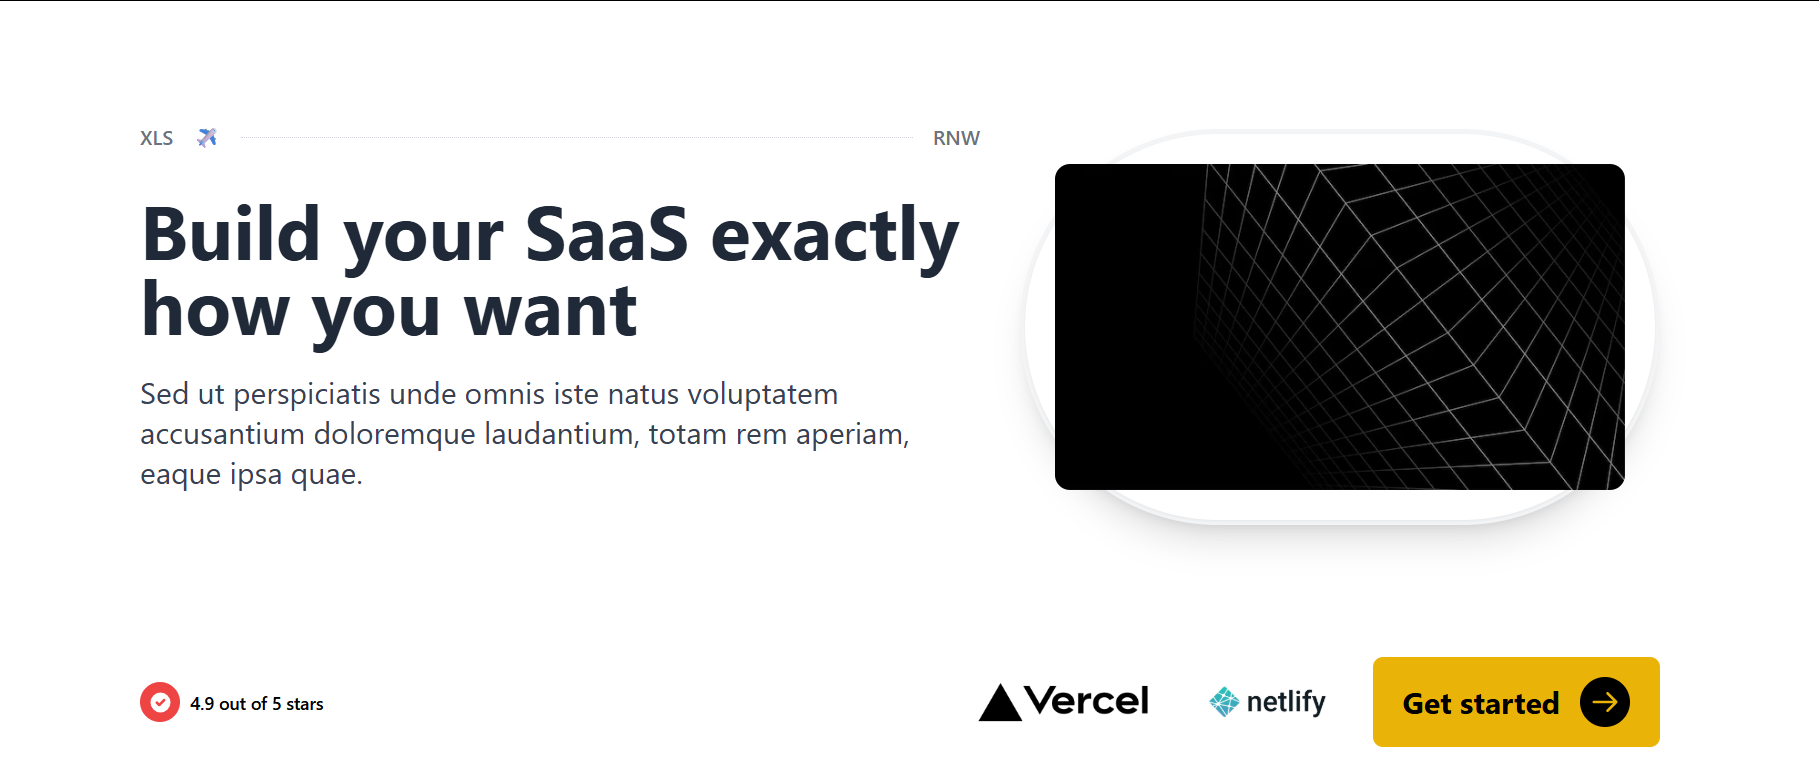 XLS RNW
Build your SaaS exactly
how you want
Sed ut perspiciatis unde omnis iste natus voluptatem
accusantium doloremque laudantium, totam rem aperiam,
eaque ipsa quae.
4.9 out of 5 stars
Vercel
netlify
Get started